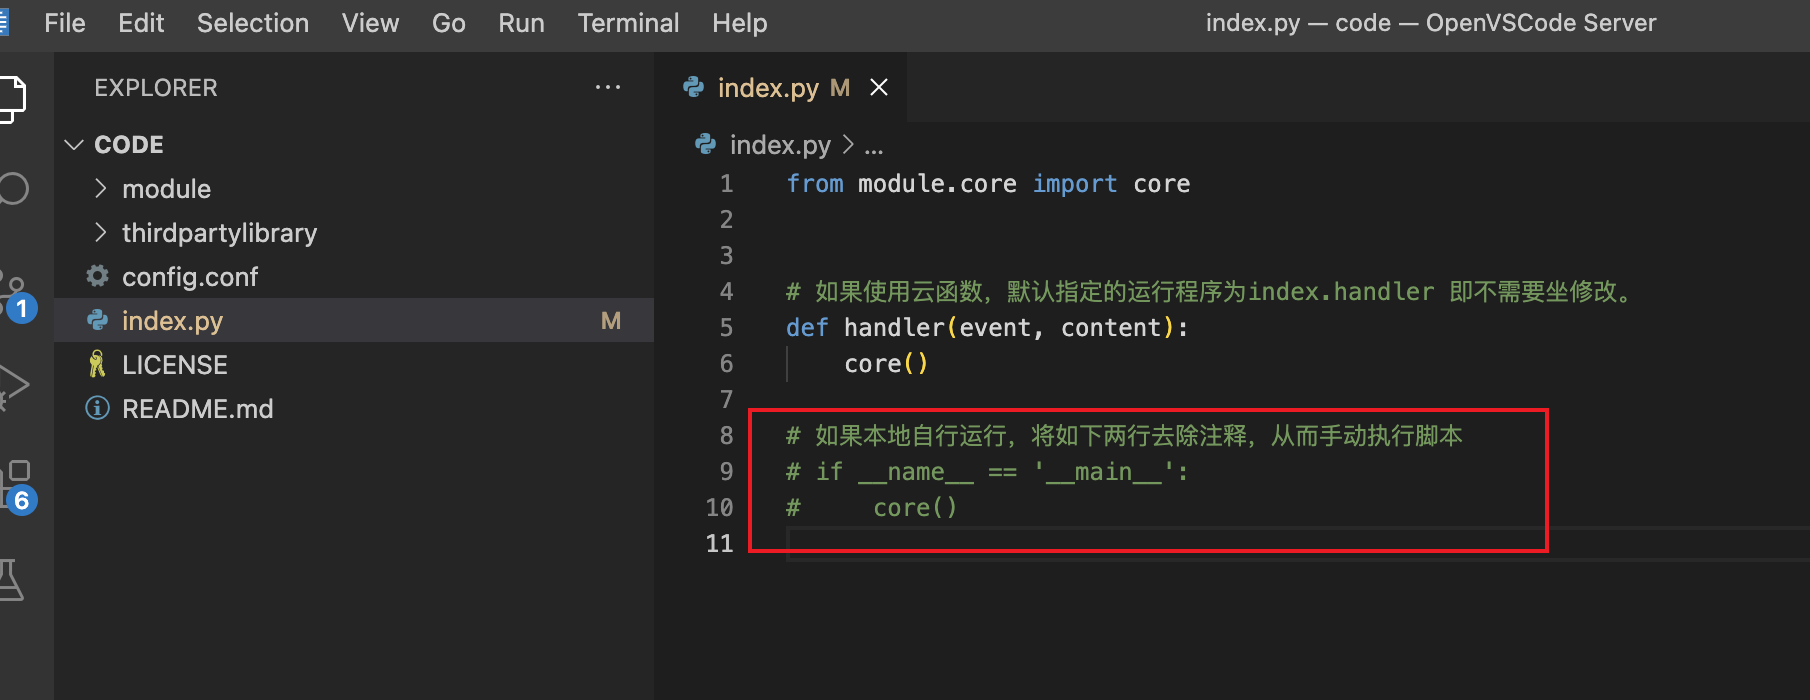 File Edit Selection View Go Run Terminal Help
index.py — code — OpenVSCode Server
EXPLORER ···
CODE
module
thirdpartylibrary
config.conf
index.py M
LICENSE
README.md
1
6
index.py M ×
index.py > ...
1 from module.core import core
2
3
4 # 如果使用云函数，默认指定的运行程序为index.handler 即不需要坐修改。
5 def handler(event, content):
6     core()
7
8 # 如果本地自行运行，将如下两行去除注释，从而手动执行脚本
9 # if __name__ == '__main__':
10 #     core()
11